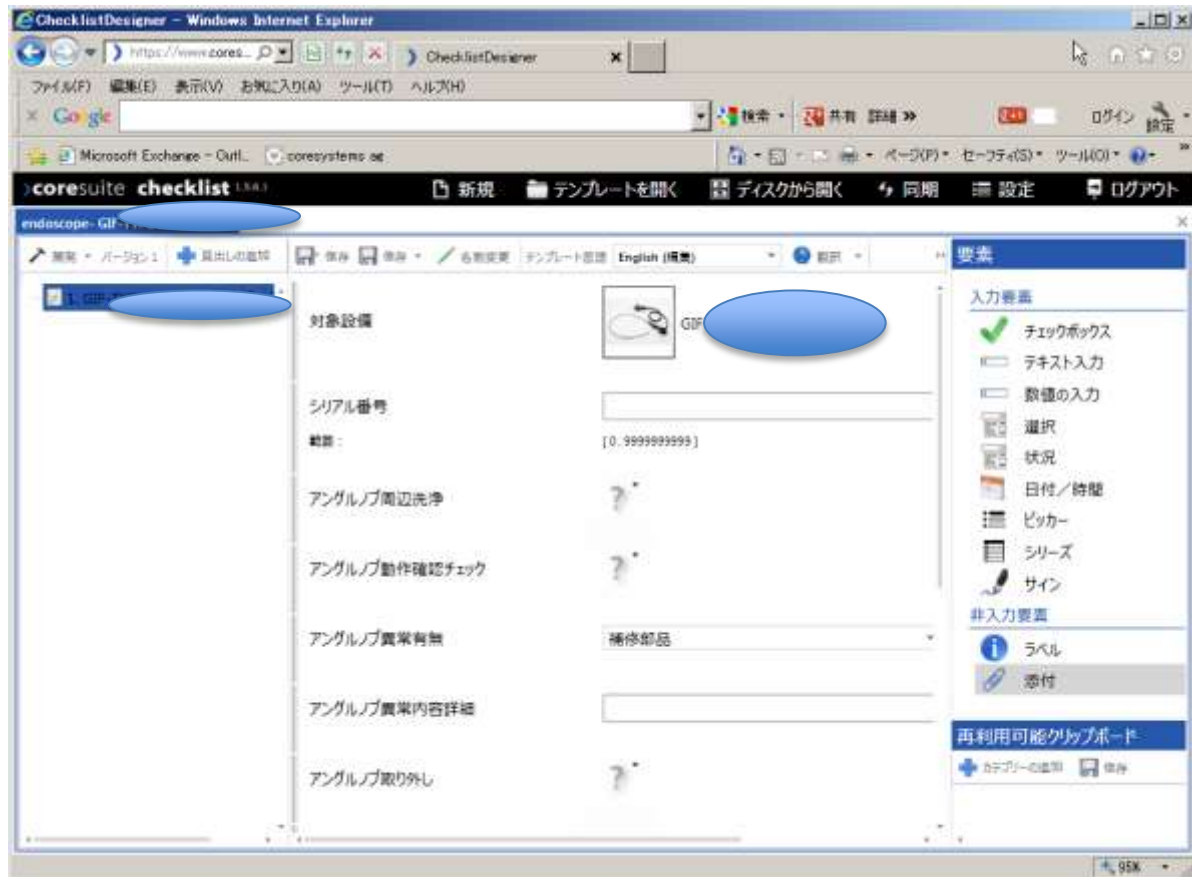 ChecklistDesigner - Windows Internet Explorer
https://www.cores... ChecklistDesigner
ファイル(F) 編集(E) 表示(V) お気に入り(A) ツール(T) ヘルプ(H)
× Google 検索 共有 詳細 » ログイン 設定
Microsoft Exchange - Outl... coresystems ag ページ(P) セーフティ(S) ツール(O) »
coresuite checklist 新規 テンプレートを開く ディスクから開く 同期 設定 ログアウト
endoscope- GIF-
開発 バージョン 1 見出しの追加 保存 保存 名前変更 テンプレート言語 English (編集) 翻訳
要素
1. GIF-
対象設備 GIF
シリアル番号
範囲 : [0..9999999999]
アングルノブ周辺洗浄 ? *
アングルノブ動作確認チェック ? *
アングルノブ異常有無 補修部品
アングルノブ異常内容詳細
アングルノブ取り外し ? *
入力要素
チェックボックス
テキスト入力
数値の入力
選択
状況
日付/時間
ピッカー
シリーズ
サイン
非入力要素
ラベル
添付
再利用可能クリップボード
カテゴリーの追加 保存
95%